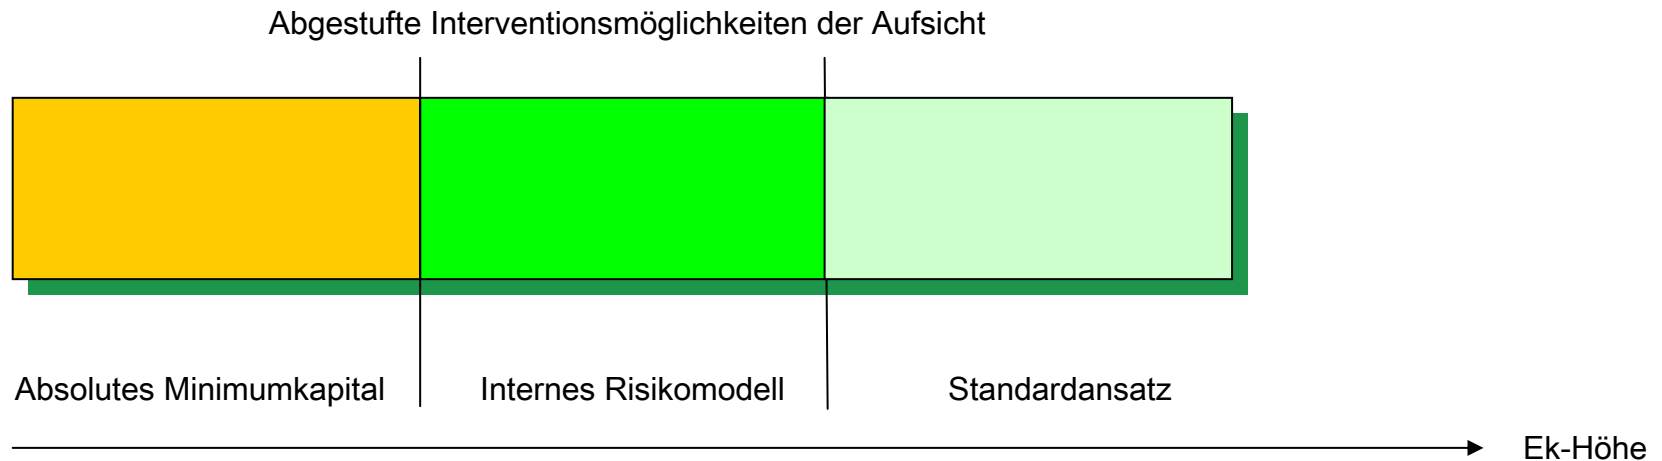 Abgestufte Interventionsmöglichkeiten der Aufsicht
Absolutes Minimumkapital
Internes Risikomodell
Standardansatz
Ek-Höhe